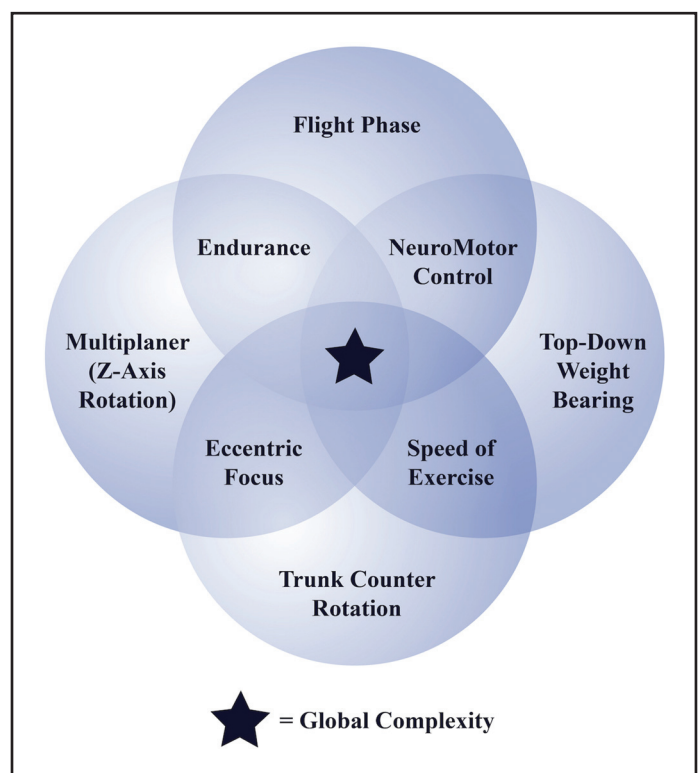 Flight Phase
Endurance
NeuroMotor
Control
Multiplaner
(Z-Axis
Rotation)
Top-Down
Weight
Bearing
Eccentric
Focus
Speed of
Exercise
Trunk Counter
Rotation
= Global Complexity